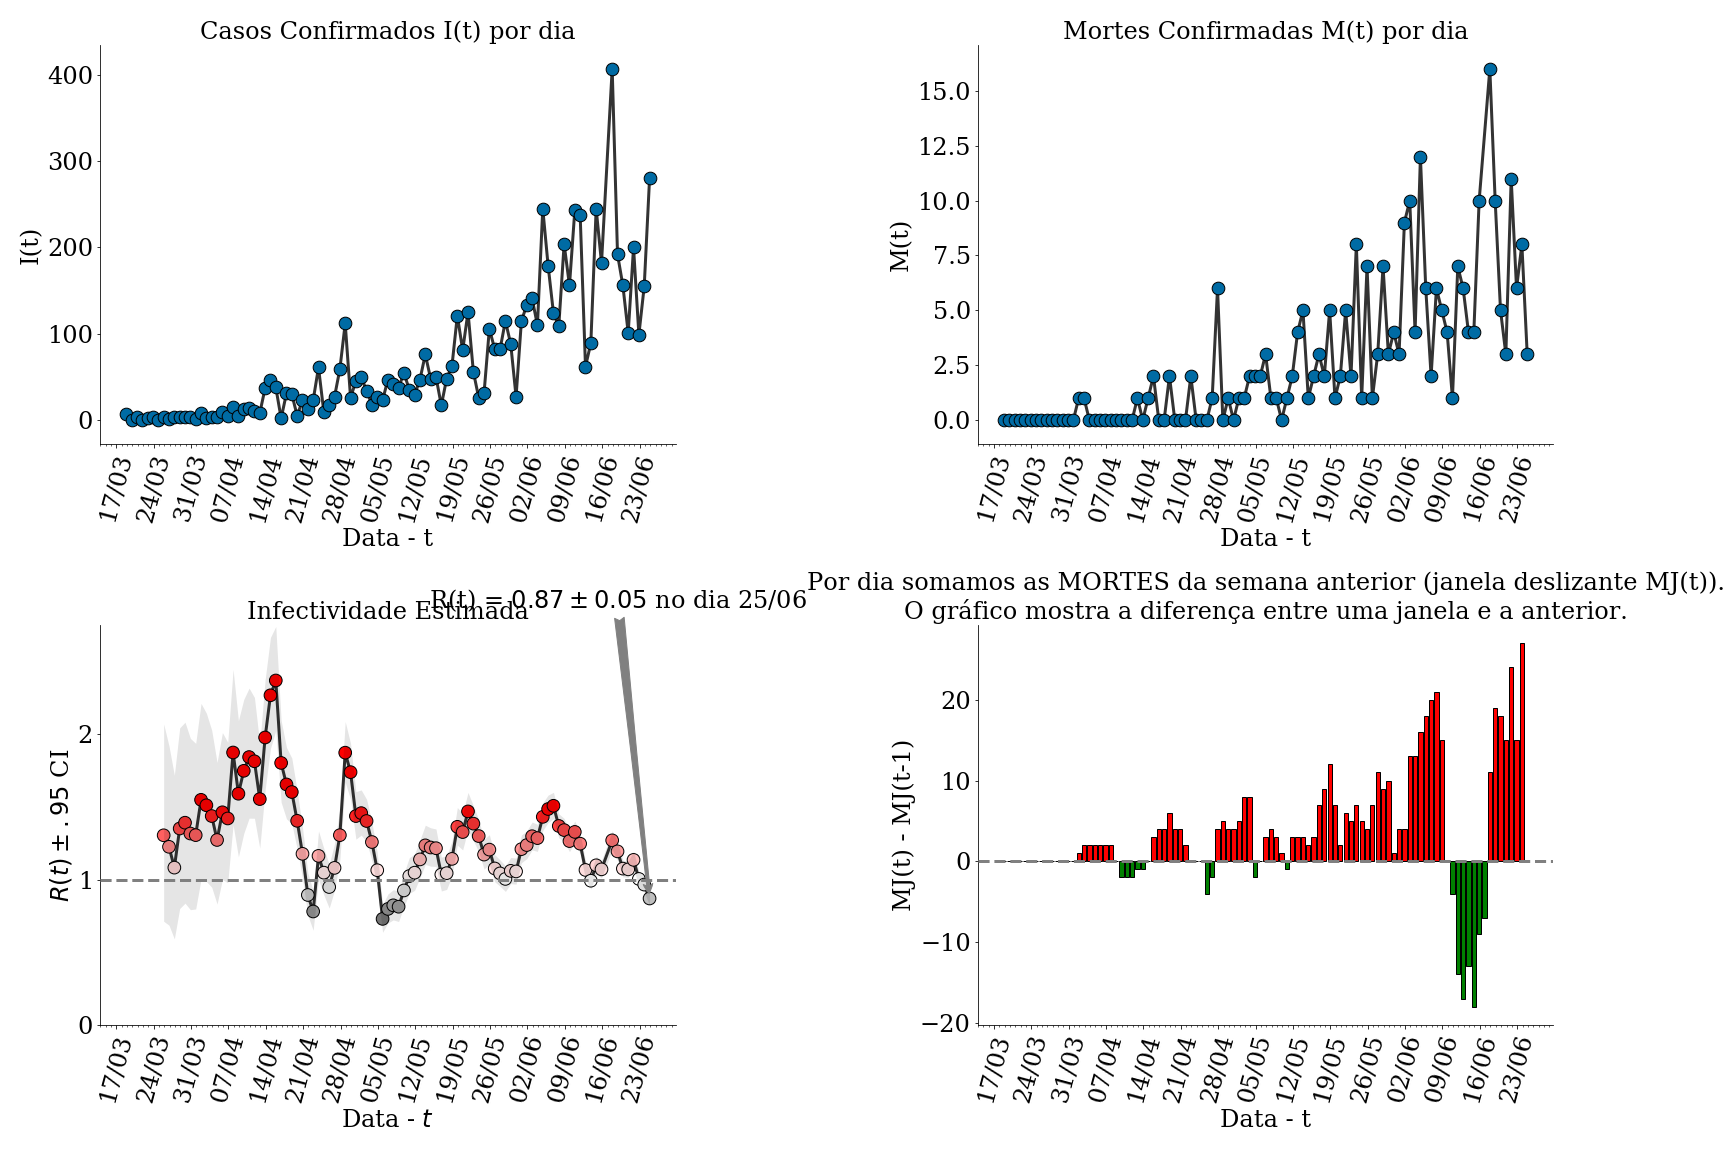 Casos Confirmados I(t) por dia
I(t)
400
300
200
100
0
17/03 24/03 31/03 07/04 14/04 21/04 28/04 05/05 12/05 19/05 26/05 02/06 09/06 16/06 23/06
Data - t
Mortes Confirmadas M(t) por dia
M(t)
15.0
12.5
10.0
7.5
5.0
2.5
0.0
17/03 24/03 31/03 07/04 14/04 21/04 28/04 05/05 12/05 19/05 26/05 02/06 09/06 16/06 23/06
Data - t
R(t) = 0.87 ± 0.05 no dia 25/06
Infectividade Estimada
R(t) ± .95 CI
2
1
0
17/03 24/03 31/03 07/04 14/04 21/04 28/04 05/05 12/05 19/05 26/05 02/06 09/06 16/06 23/06
Data - t
Por dia somamos as MORTES da semana anterior (janela deslizante MJ(t)).
O gráfico mostra a diferença entre uma janela e a anterior.
MJ(t) - MJ(t-1)
20
10
0
−10
−20
17/03 24/03 31/03 07/04 14/04 21/04 28/04 05/05 12/05 19/05 26/05 02/06 09/06 16/06 23/06
Data - t